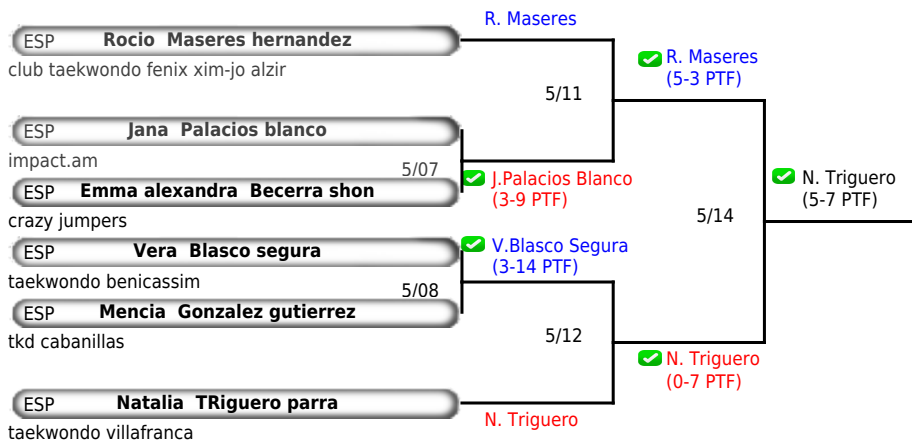 R. Maseres
ESP Rocio Maseres hernandez
club taekwondo fenix xim-jo alzir
R. Maseres
(5-3 PTF)
5/11
ESP Jana Palacios blanco
impact.am
5/07
J.Palacios Blanco
(3-9 PTF)
ESP Emma alexandra Becerra shon
crazy jumpers
N. Triguero
(5-7 PTF)
5/14
ESP Vera Blasco segura
taekwondo benicassim
V.Blasco Segura
(3-14 PTF)
5/08
ESP Mencia Gonzalez gutierrez
tkd cabanillas
5/12
N. Triguero
(0-7 PTF)
ESP Natalia TRiguero parra
taekwondo villafranca
N. Triguero